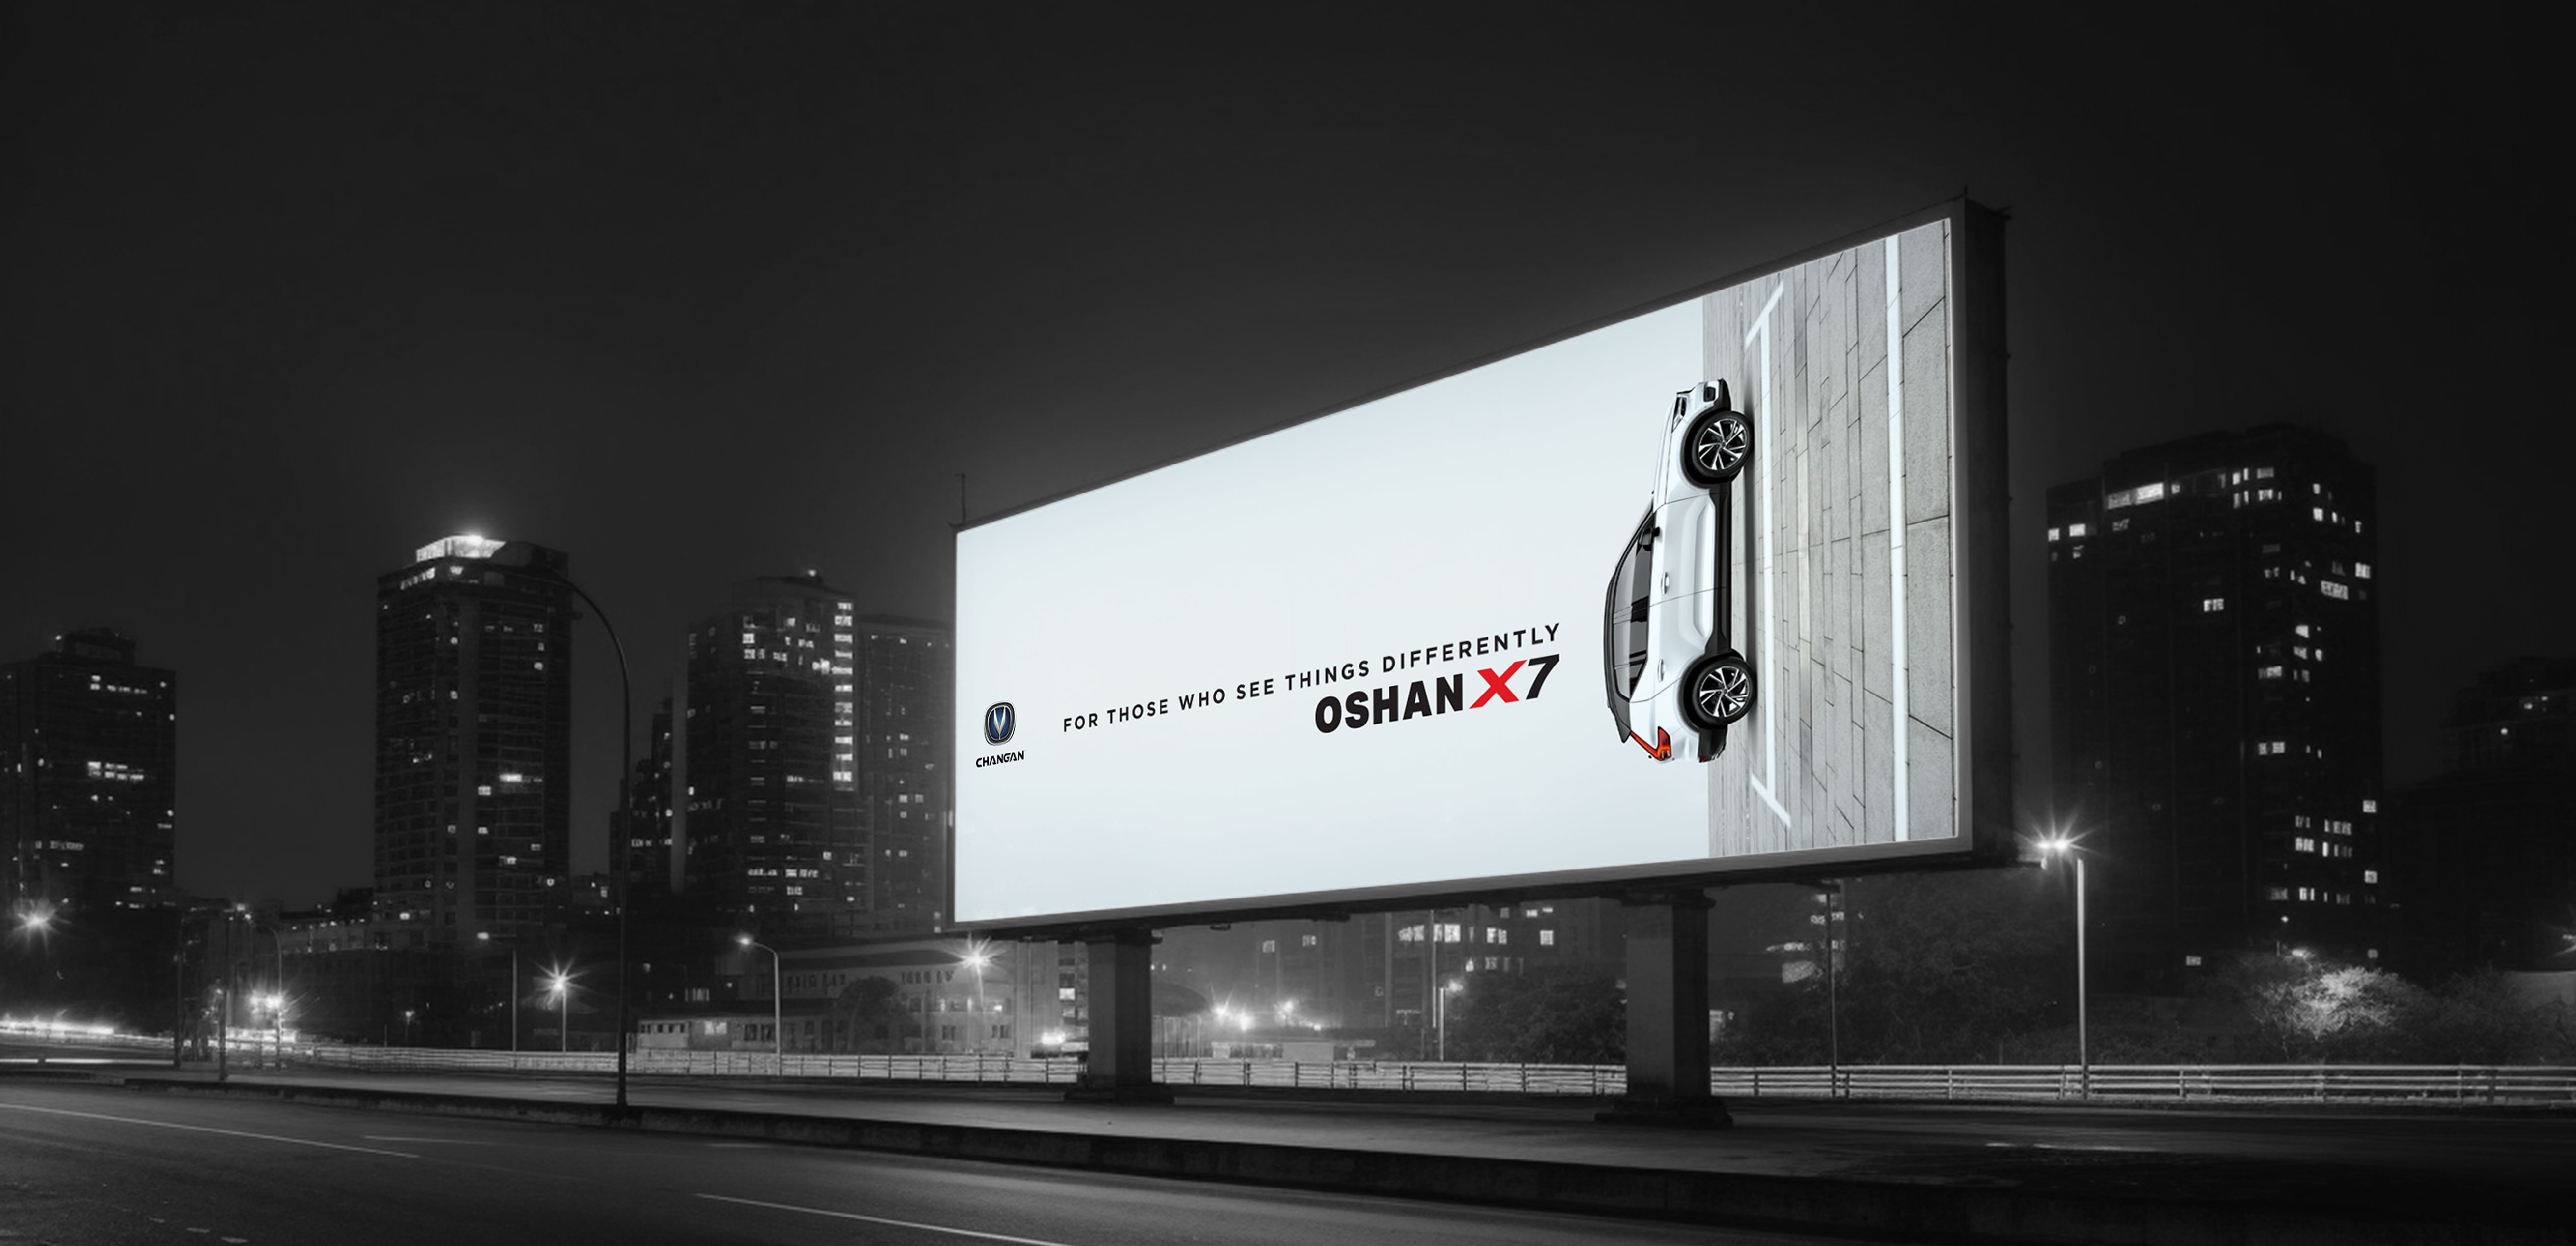 FOR THOSE WHO SEE THINGS DIFFERENTLY
OSHAN X7
CHANGAN